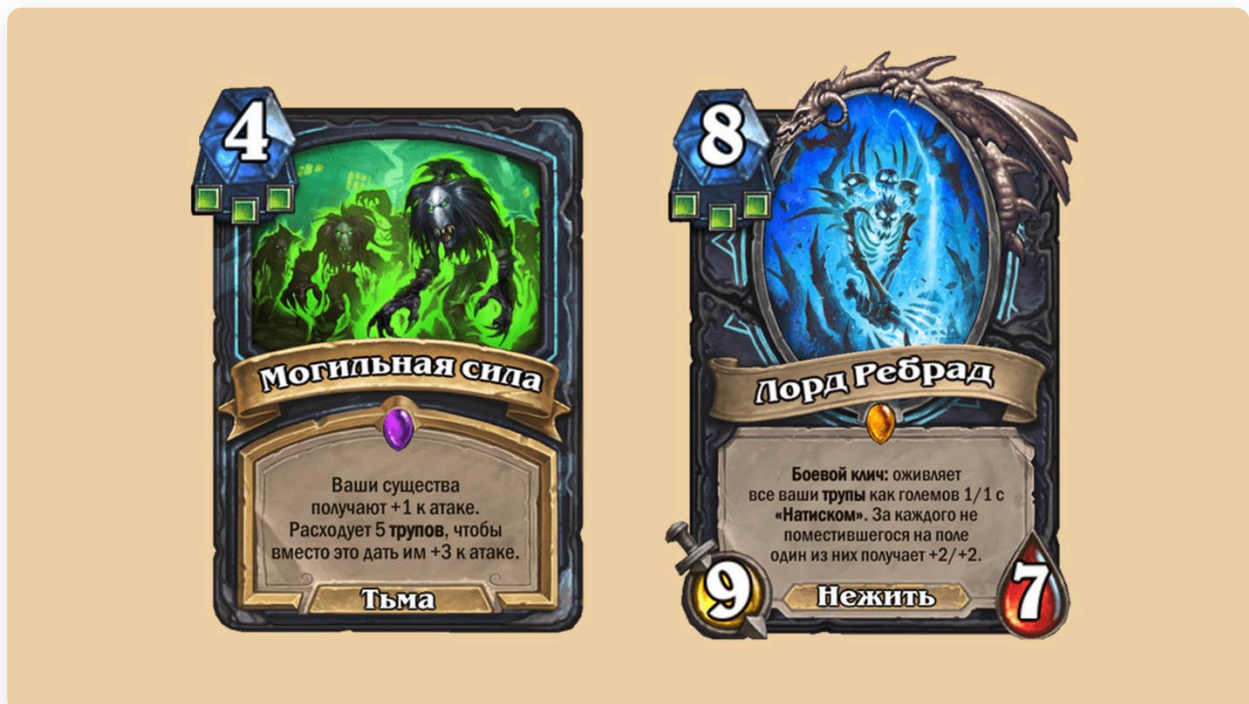 4
Могильная сила
Ваши существа
получают +1 к атаке.
Расходует 5 трупов, чтобы
вместо это дать им +3 к атаке.
Тьма
8
Лорд Ребрад
Боевой клич: оживляет
все ваши трупы как големов 1/1 с
«Натиском». За каждого не
поместившегося на поле
один из них получает +2/+2.
9
Нежить
7